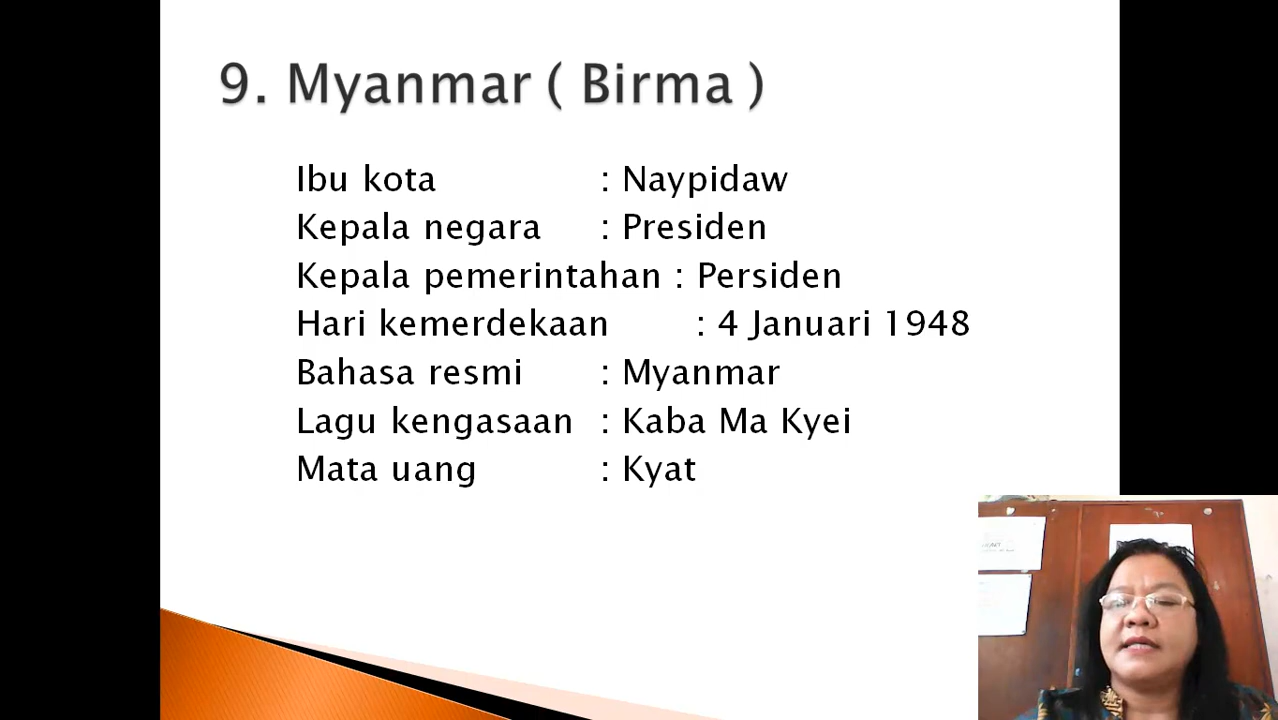 9. Myanmar ( Birma )
Ibu kota : Naypidaw
Kepala negara : Presiden
Kepala pemerintahan : Persiden
Hari kemerdekaan : 4 Januari 1948
Bahasa resmi : Myanmar
Lagu kengasaan : Kaba Ma Kyei
Mata uang : Kyat